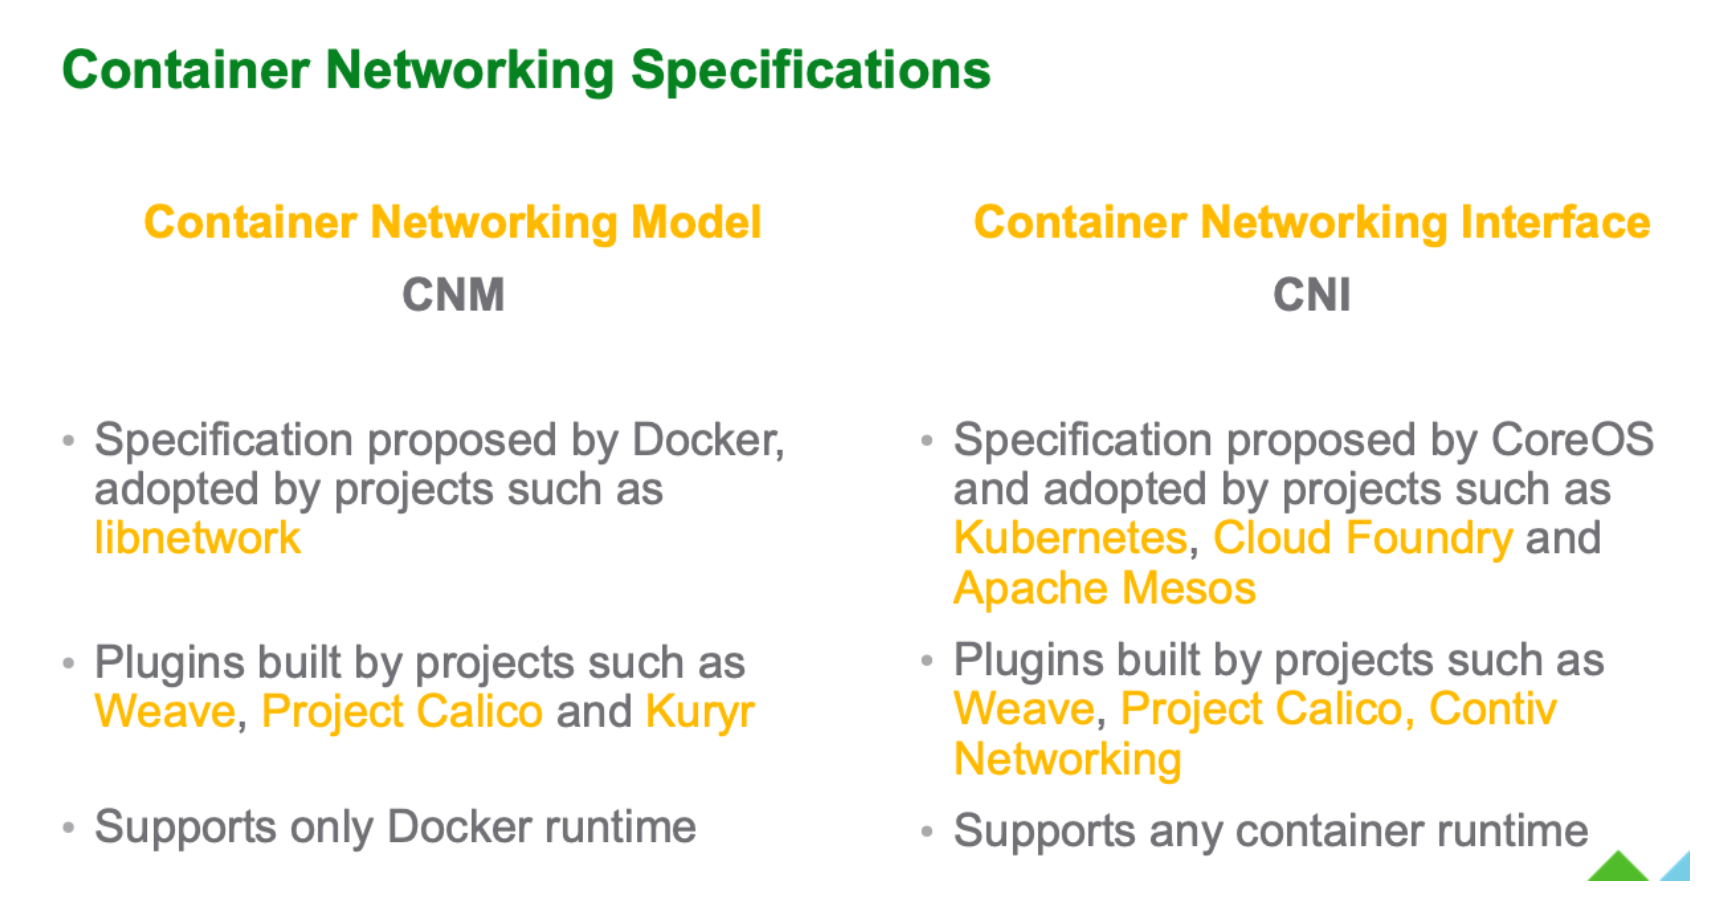 Container Networking Specifications
Container Networking Model
CNM
• Specification proposed by Docker,
adopted by projects such as
libnetwork
• Plugins built by projects such as
Weave, Project Calico and Kuryr
• Supports only Docker runtime
Container Networking Interface
CNI
• Specification proposed by CoreOS
and adopted by projects such as
Kubernetes, Cloud Foundry and
Apache Mesos
• Plugins built by projects such as
Weave, Project Calico, Contiv
Networking
• Supports any container runtime